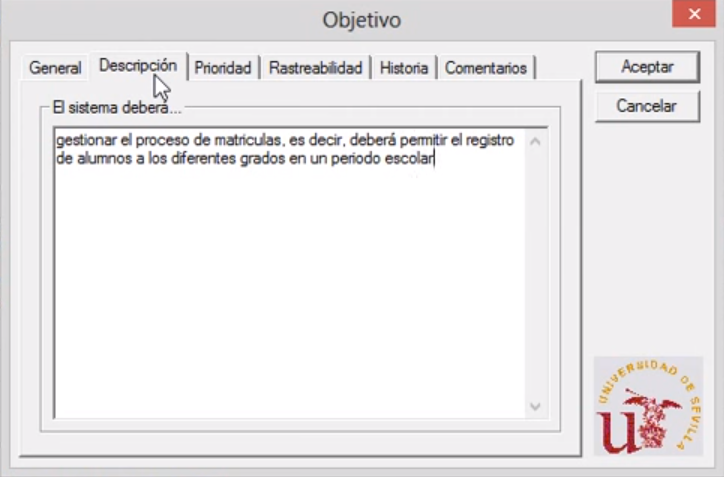 Objetivo
General Descripción Prioridad Rastreabilidad Historia Comentarios
Aceptar
Cancelar
El sistema deberá...
gestionar el proceso de matriculas, es decir, deberá permitir el registro
de alumnos a los diferentes grados en un periodo escolar
UNIVERSIDAD DE SEVILLA